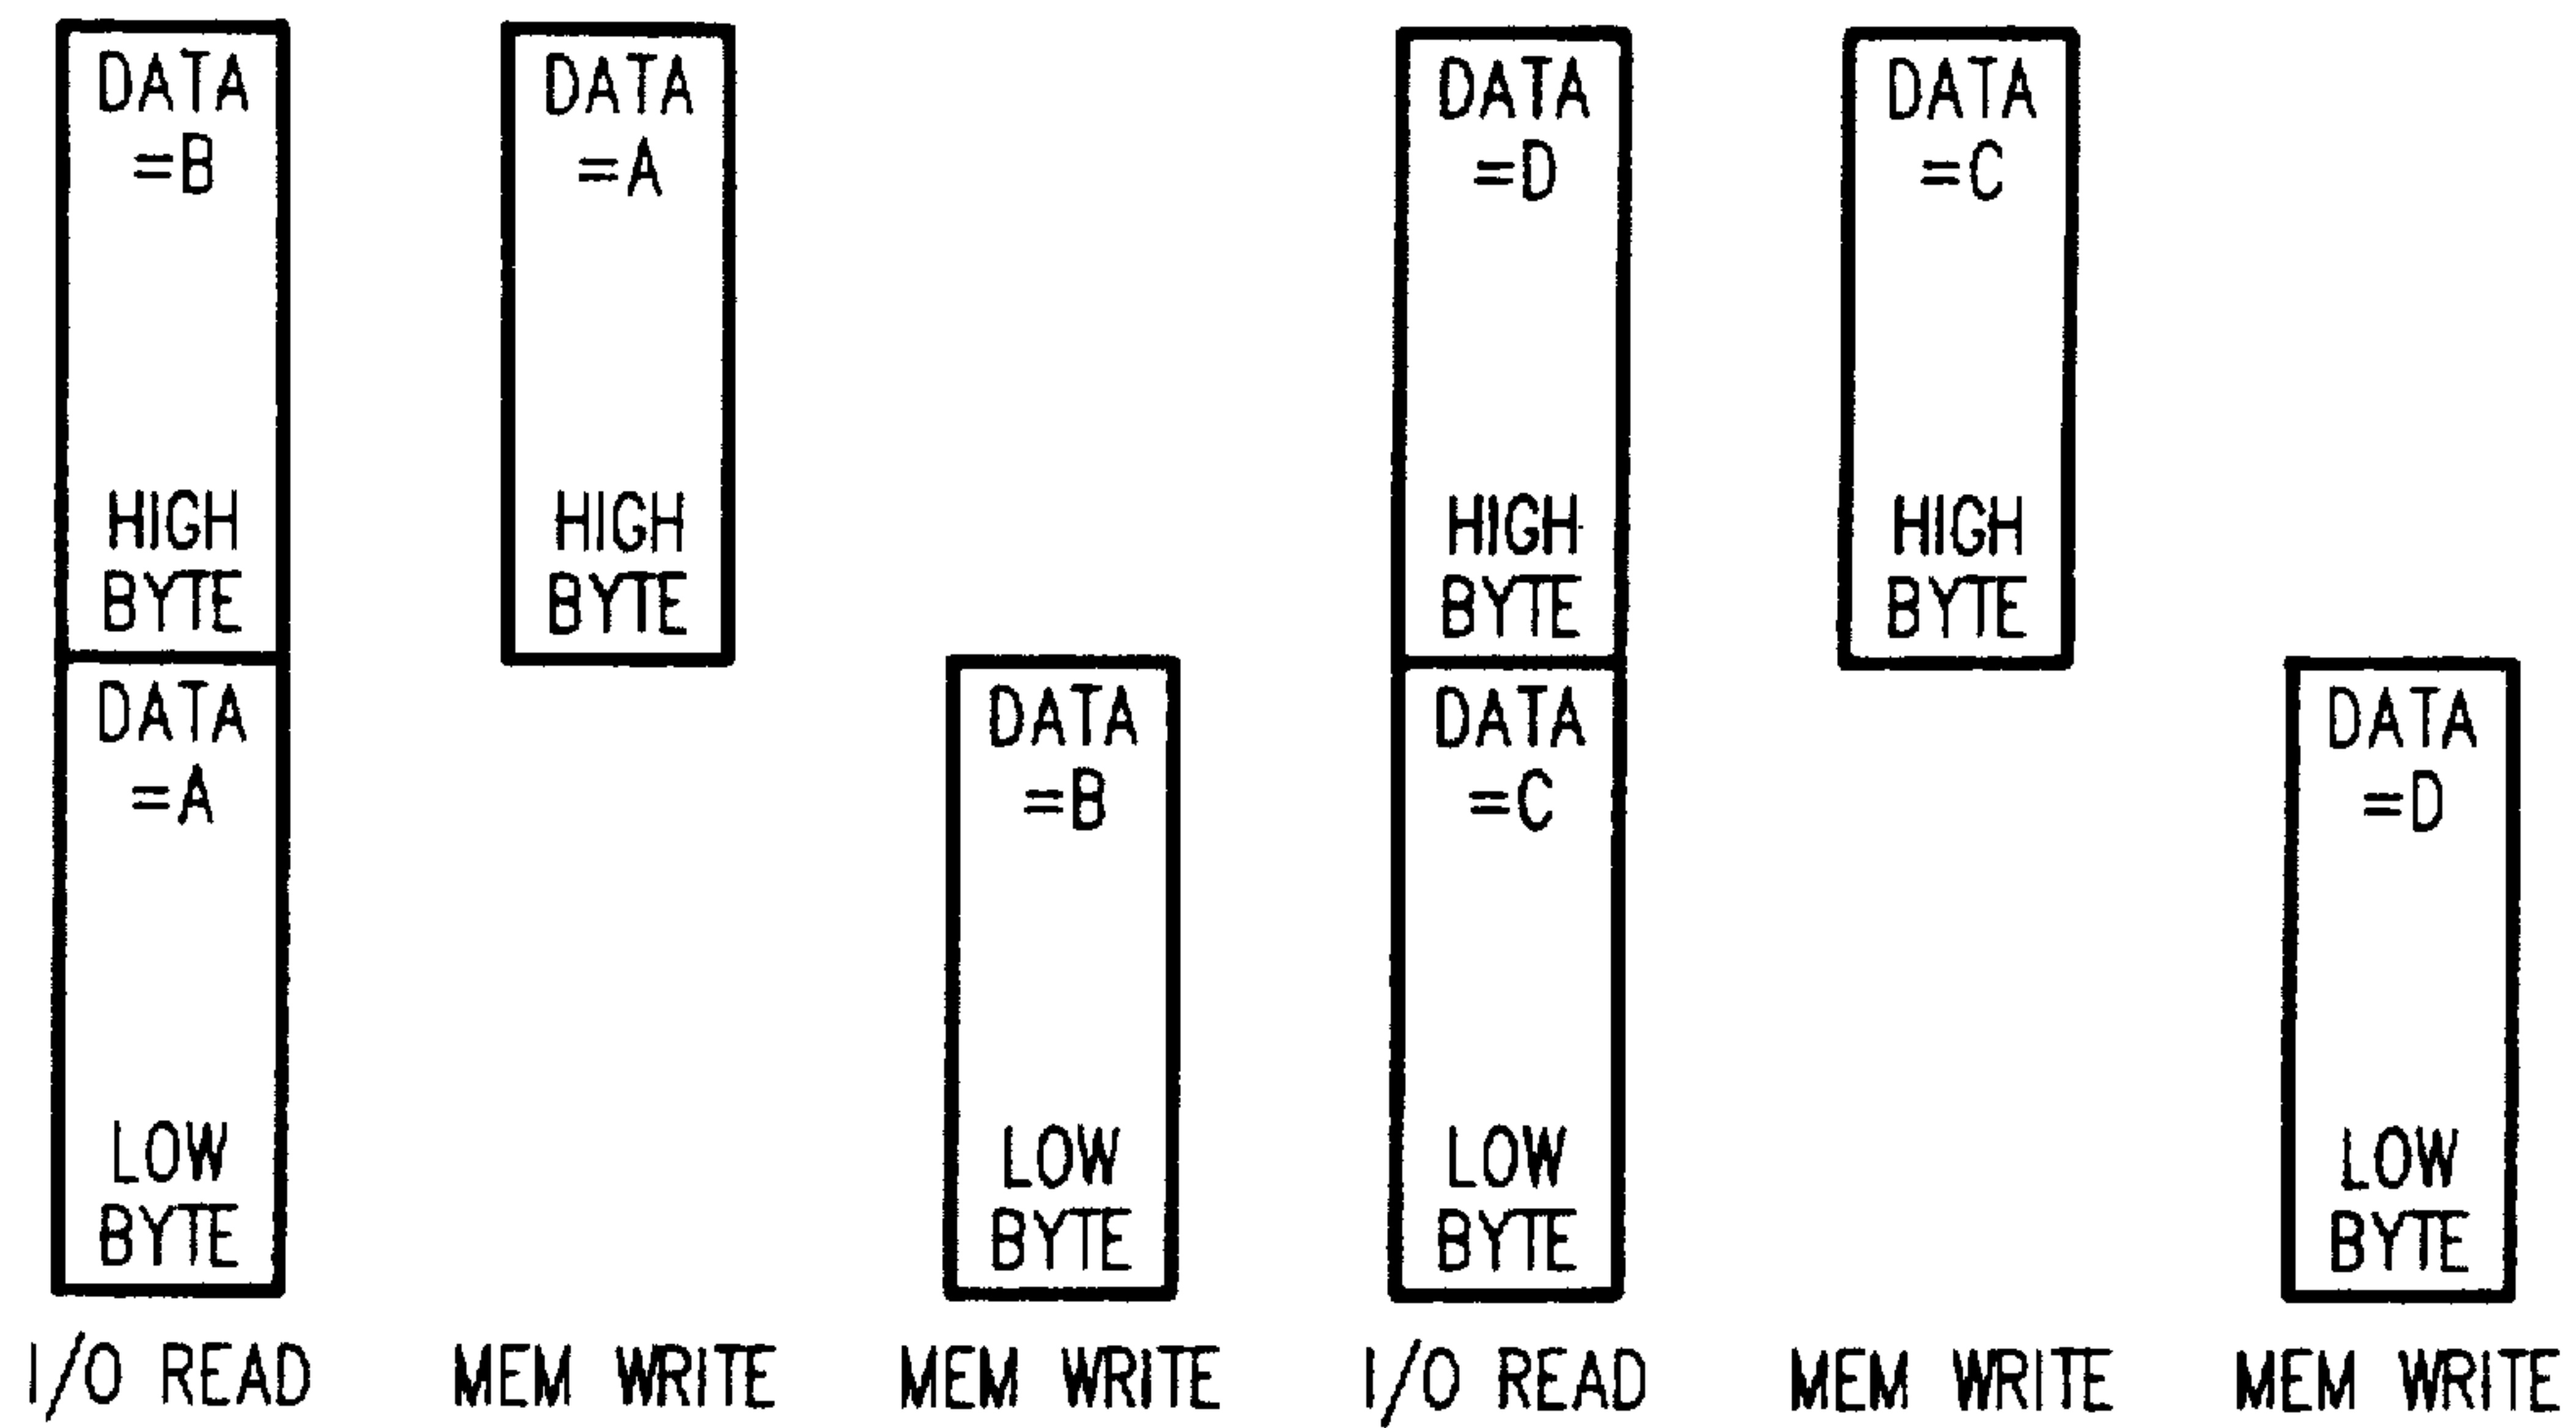 DATA
=B
HIGH
BYTE
DATA
=A
LOW
BYTE
I/O READ
DATA
=A
HIGH
BYTE
MEM WRITE
DATA
=B
LOW
BYTE
MEM WRITE
DATA
=D
HIGH
BYTE
DATA
=C
LOW
BYTE
I/O READ
DATA
=C
HIGH
BYTE
MEM WRITE
DATA
=D
LOW
BYTE
MEM WRITE